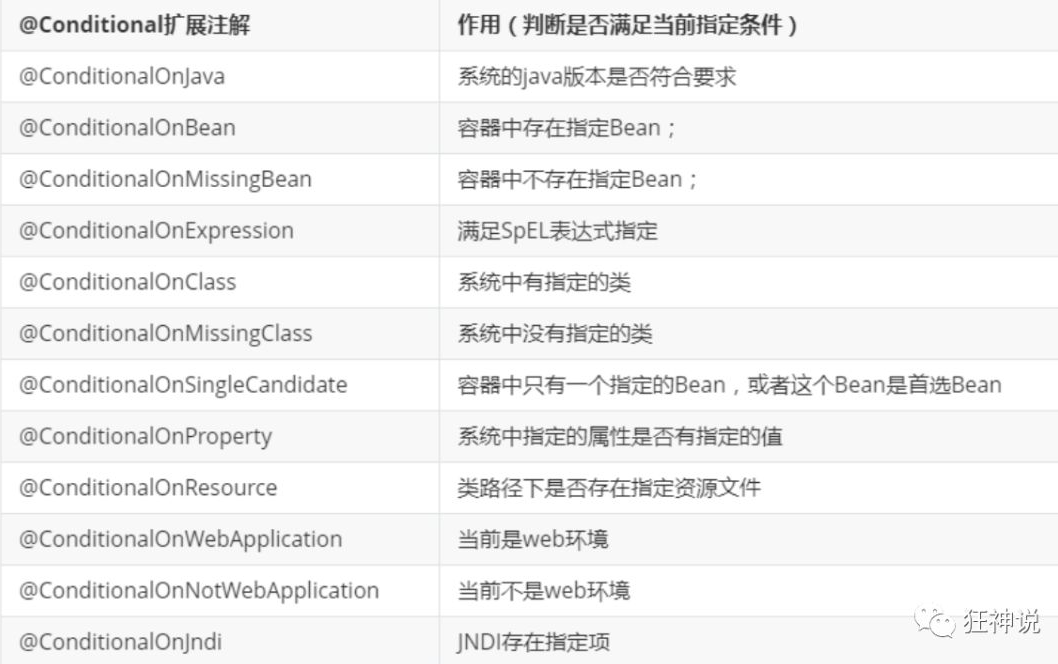 @Conditional扩展注解 作用（判断是否满足当前指定条件）
@ConditionalOnJava 系统的java版本是否符合要求
@ConditionalOnBean 容器中存在指定Bean；
@ConditionalOnMissingBean 容器中不存在指定Bean；
@ConditionalOnExpression 满足SpEL表达式指定
@ConditionalOnClass 系统中有指定的类
@ConditionalOnMissingClass 系统中没有指定的类
@ConditionalOnSingleCandidate 容器中只有一个指定的Bean，或者这个Bean是首选Bean
@ConditionalOnProperty 系统中指定的属性是否有指定的值
@ConditionalOnResource 类路径下是否存在指定资源文件
@ConditionalOnWebApplication 当前是web环境
@ConditionalOnNotWebApplication 当前不是web环境
@ConditionalOnJndi JNDI存在指定项
狂神说